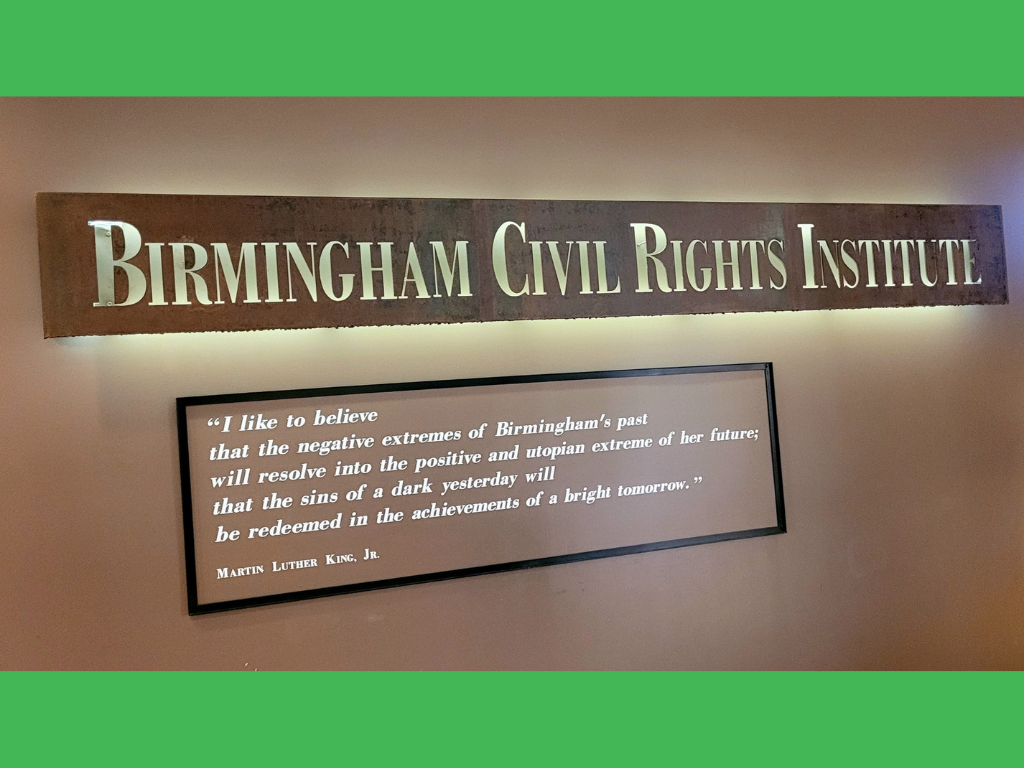 BIRMINGHAM CIVIL RIGHTS INSTITUTE
“I like to believe
that the negative extremes of Birmingham's past
will resolve into the positive and utopian extreme of her future;
that the sins of a dark yesterday will
be redeemed in the achievements of a bright tomorrow.”
MARTIN LUTHER KING, JR.